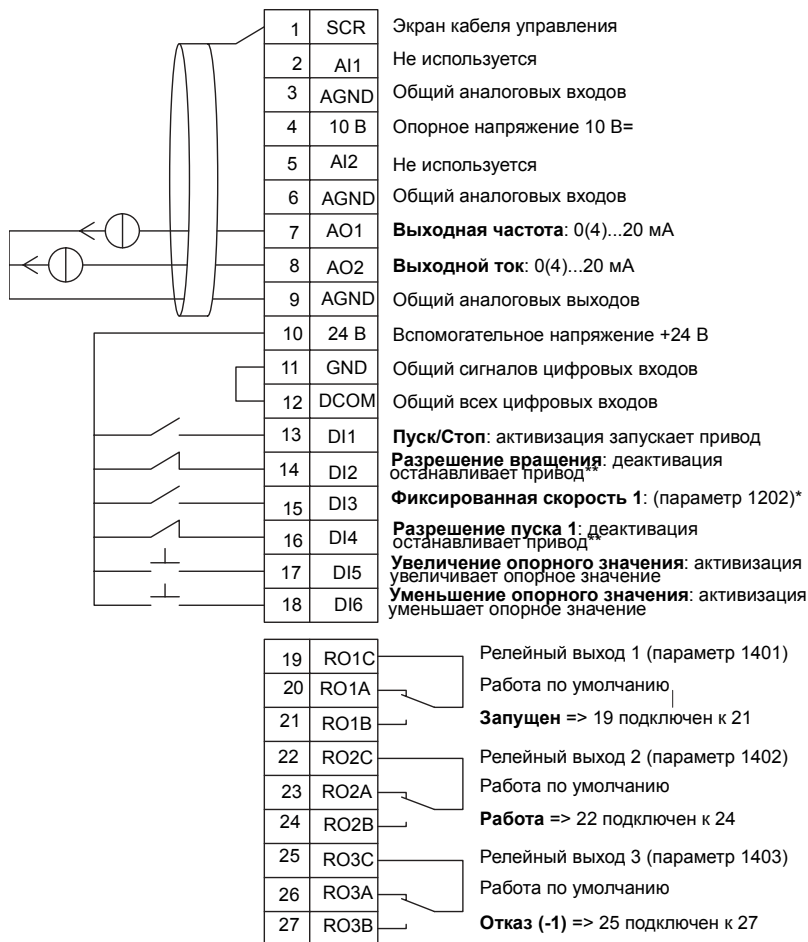 1 SCR Экран кабеля управления
2 AI1 Не используется
3 AGND Общий аналоговых входов
4 10 В Опорное напряжение 10 В=
5 AI2 Не используется
6 AGND Общий аналоговых входов
7 AO1 Выходная частота: 0(4)...20 мА
8 AO2 Выходной ток: 0(4)...20 мА
9 AGND Общий аналоговых выходов
10 24 В Вспомогательное напряжение +24 В
11 GND Общий сигналов цифровых входов
12 DCOM Общий всех цифровых входов
13 DI1 Пуск/Стоп: активизация запускает привод
14 DI2 Разрешение вращения: деактивация
останавливает привод**
15 DI3 Фиксированная скорость 1: (параметр 1202)*
16 DI4 Разрешение пуска 1: деактивация
останавливает привод**
17 DI5 Увеличение опорного значения: активизация
увеличивает опорное значение
18 DI6 Уменьшение опорного значения: активизация
уменьшает опорное значение
19 RO1C Релейный выход 1 (параметр 1401)
20 RO1A Работа по умолчанию
21 RO1B Запущен => 19 подключен к 21
22 RO2C Релейный выход 2 (параметр 1402)
23 RO2A Работа по умолчанию
24 RO2B Работа => 22 подключен к 24
25 RO3C Релейный выход 3 (параметр 1403)
26 RO3A Работа по умолчанию
27 RO3B Отказ (-1) => 25 подключен к 27